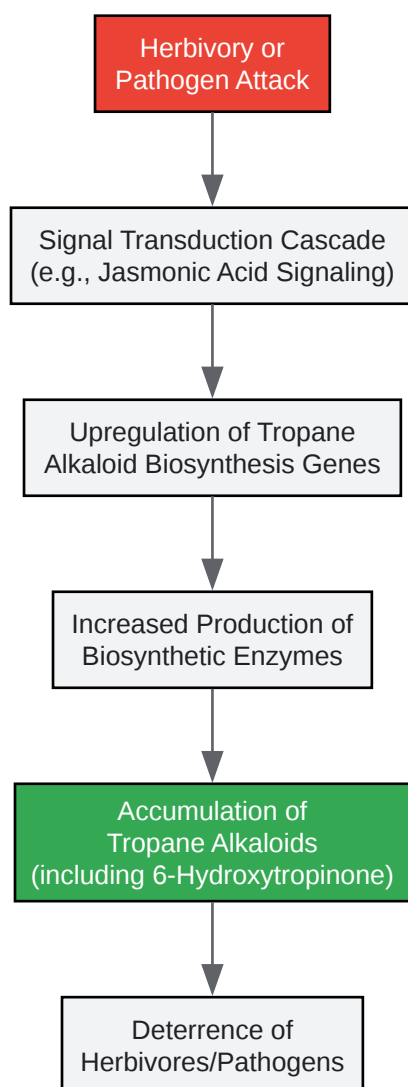 Herbivory or
Pathogen Attack
Signal Transduction Cascade
(e.g., Jasmonic Acid Signaling)
Upregulation of Tropane
Alkaloid Biosynthesis Genes
Increased Production of
Biosynthetic Enzymes
Accumulation of
Tropane Alkaloids
(including 6-Hydroxytropinone)
Deterrence of
Herbivores/Pathogens